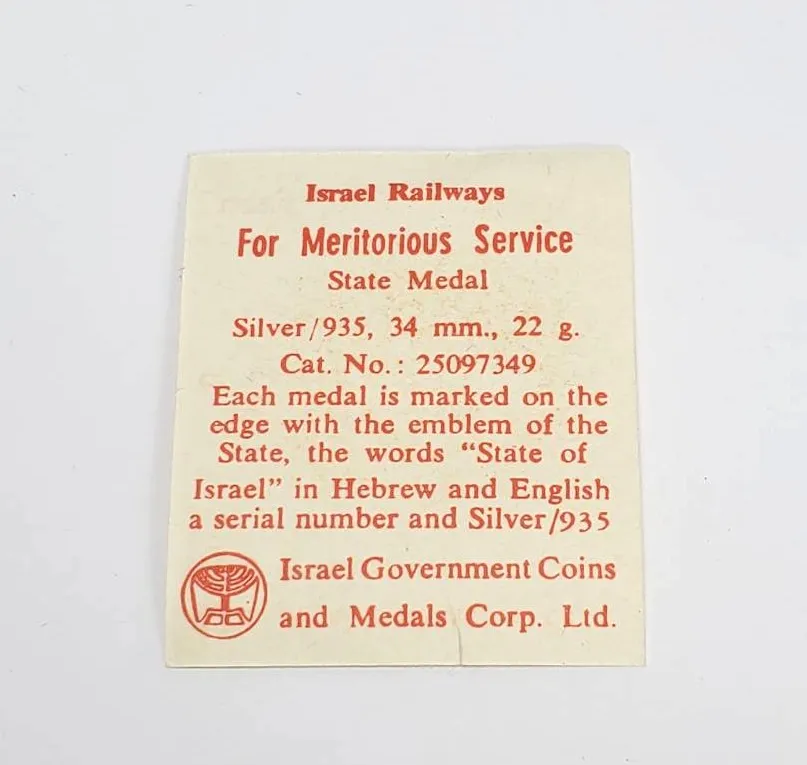 Israel Railways
For Meritorious Service
State Medal
Silver/935, 34 mm., 22 g.
Cat. No.: 25097349
Each medal is marked on the
edge with the emblem of the
State, the words “State of
Israel” in Hebrew and English
a serial number and Silver/935
Israel Government Coins
and Medals Corp. Ltd.